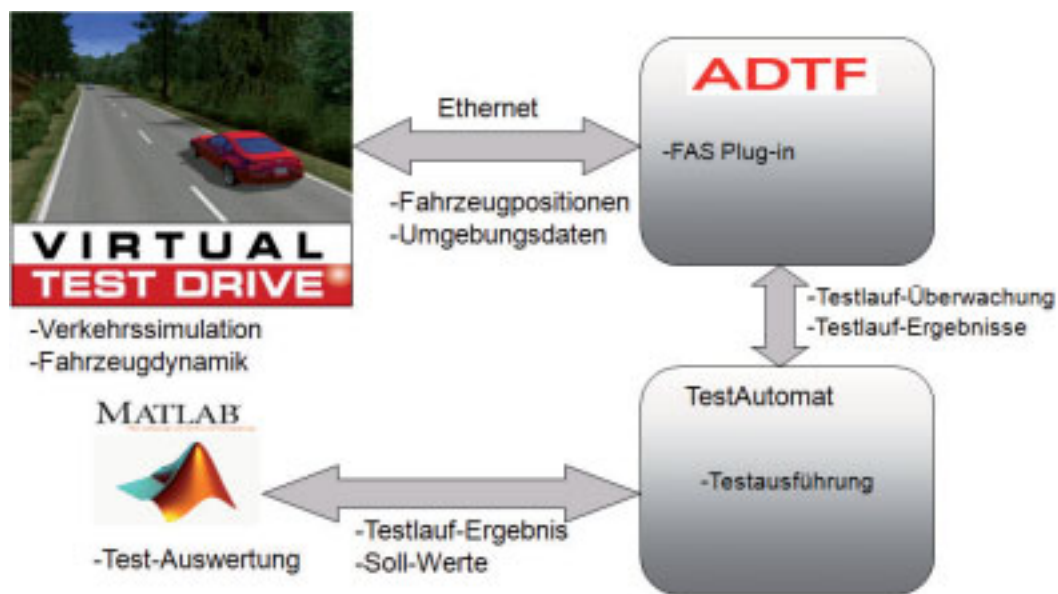 VIRTUAL
TEST DRIVE
-Verkehrssimulation
-Fahrzeugdynamik
Ethernet
-Fahrzeugpositionen
-Umgebungsdaten
ADTF
-FAS Plug-in
-Testlauf-Überwachung
-Testlauf-Ergebnisse
TestAutomat
-Testausführung
MATLAB
-Test-Auswertung
-Testlauf-Ergebnis
-Soll-Werte